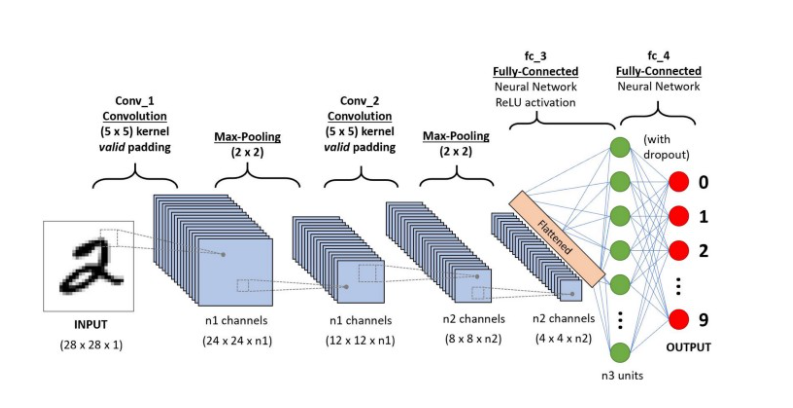 fc_3
Fully-Connected
Neural Network
ReLU activation
fc_4
Fully-Connected
Neural Network
Conv_1
Convolution
(5 x 5) kernel
valid padding
Max-Pooling
(2 x 2)
Conv_2
Convolution
(5 x 5) kernel
valid padding
Max-Pooling
(2 x 2)
(with
dropout)
Flattened
0
1
2
9
2
INPUT
(28 x 28 x 1)
n1 channels
(24 x 24 x n1)
n1 channels
(12 x 12 x n1)
n2 channels
(8 x 8 x n2)
n2 channels
(4 x 4 x n2)
OUTPUT
n3 units